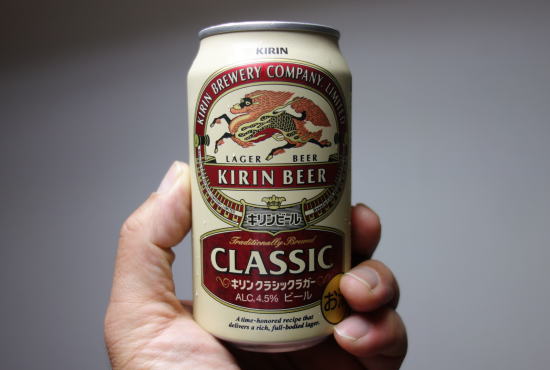 KIRIN
KIRIN BREWERY COMPANY, LIMITED
LAGER BEER
KIRIN BEER
キリンビール
Traditionally Brewed
CLASSIC
キリンクラシックラガー
ALC.4.5% ビール
お酒
A time-honored recipe that
delivers a rich, full-bodied lager.